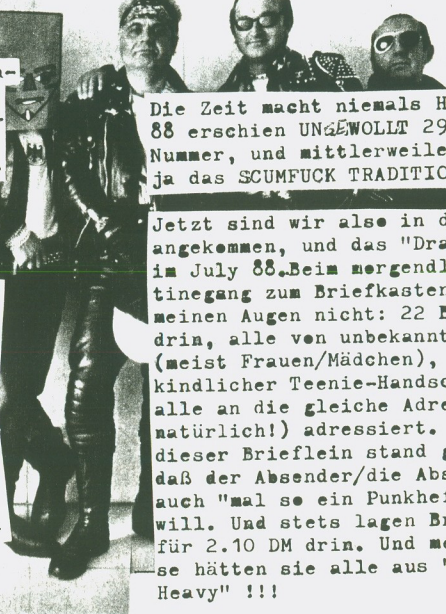 Die Zeit macht niemals H
88 erschien UNGEWOLLT 29
Nummer, und mittlerweile
ja das SCUMFUCK TRADITIO
Jetzt sind wir also in d
angekommen, und das "Dra
im July 88.Beim morgendl
tinegang zum Briefkasten
meinen Augen nicht: 22 B
drin, alle von unbekannt
(meist Frauen/Mädchen),
kindlicher Teenie-Handsc
alle an die gleiche Adre
natürlich!) adressiert.
dieser Brieflein stand g
daß der Absender/die Abs
auch "mal so ein Punkhe
will. Und stets lagen Br
für 2.10 DM drin. Und me
se hätten sie alle aus "
Heavy" !!!